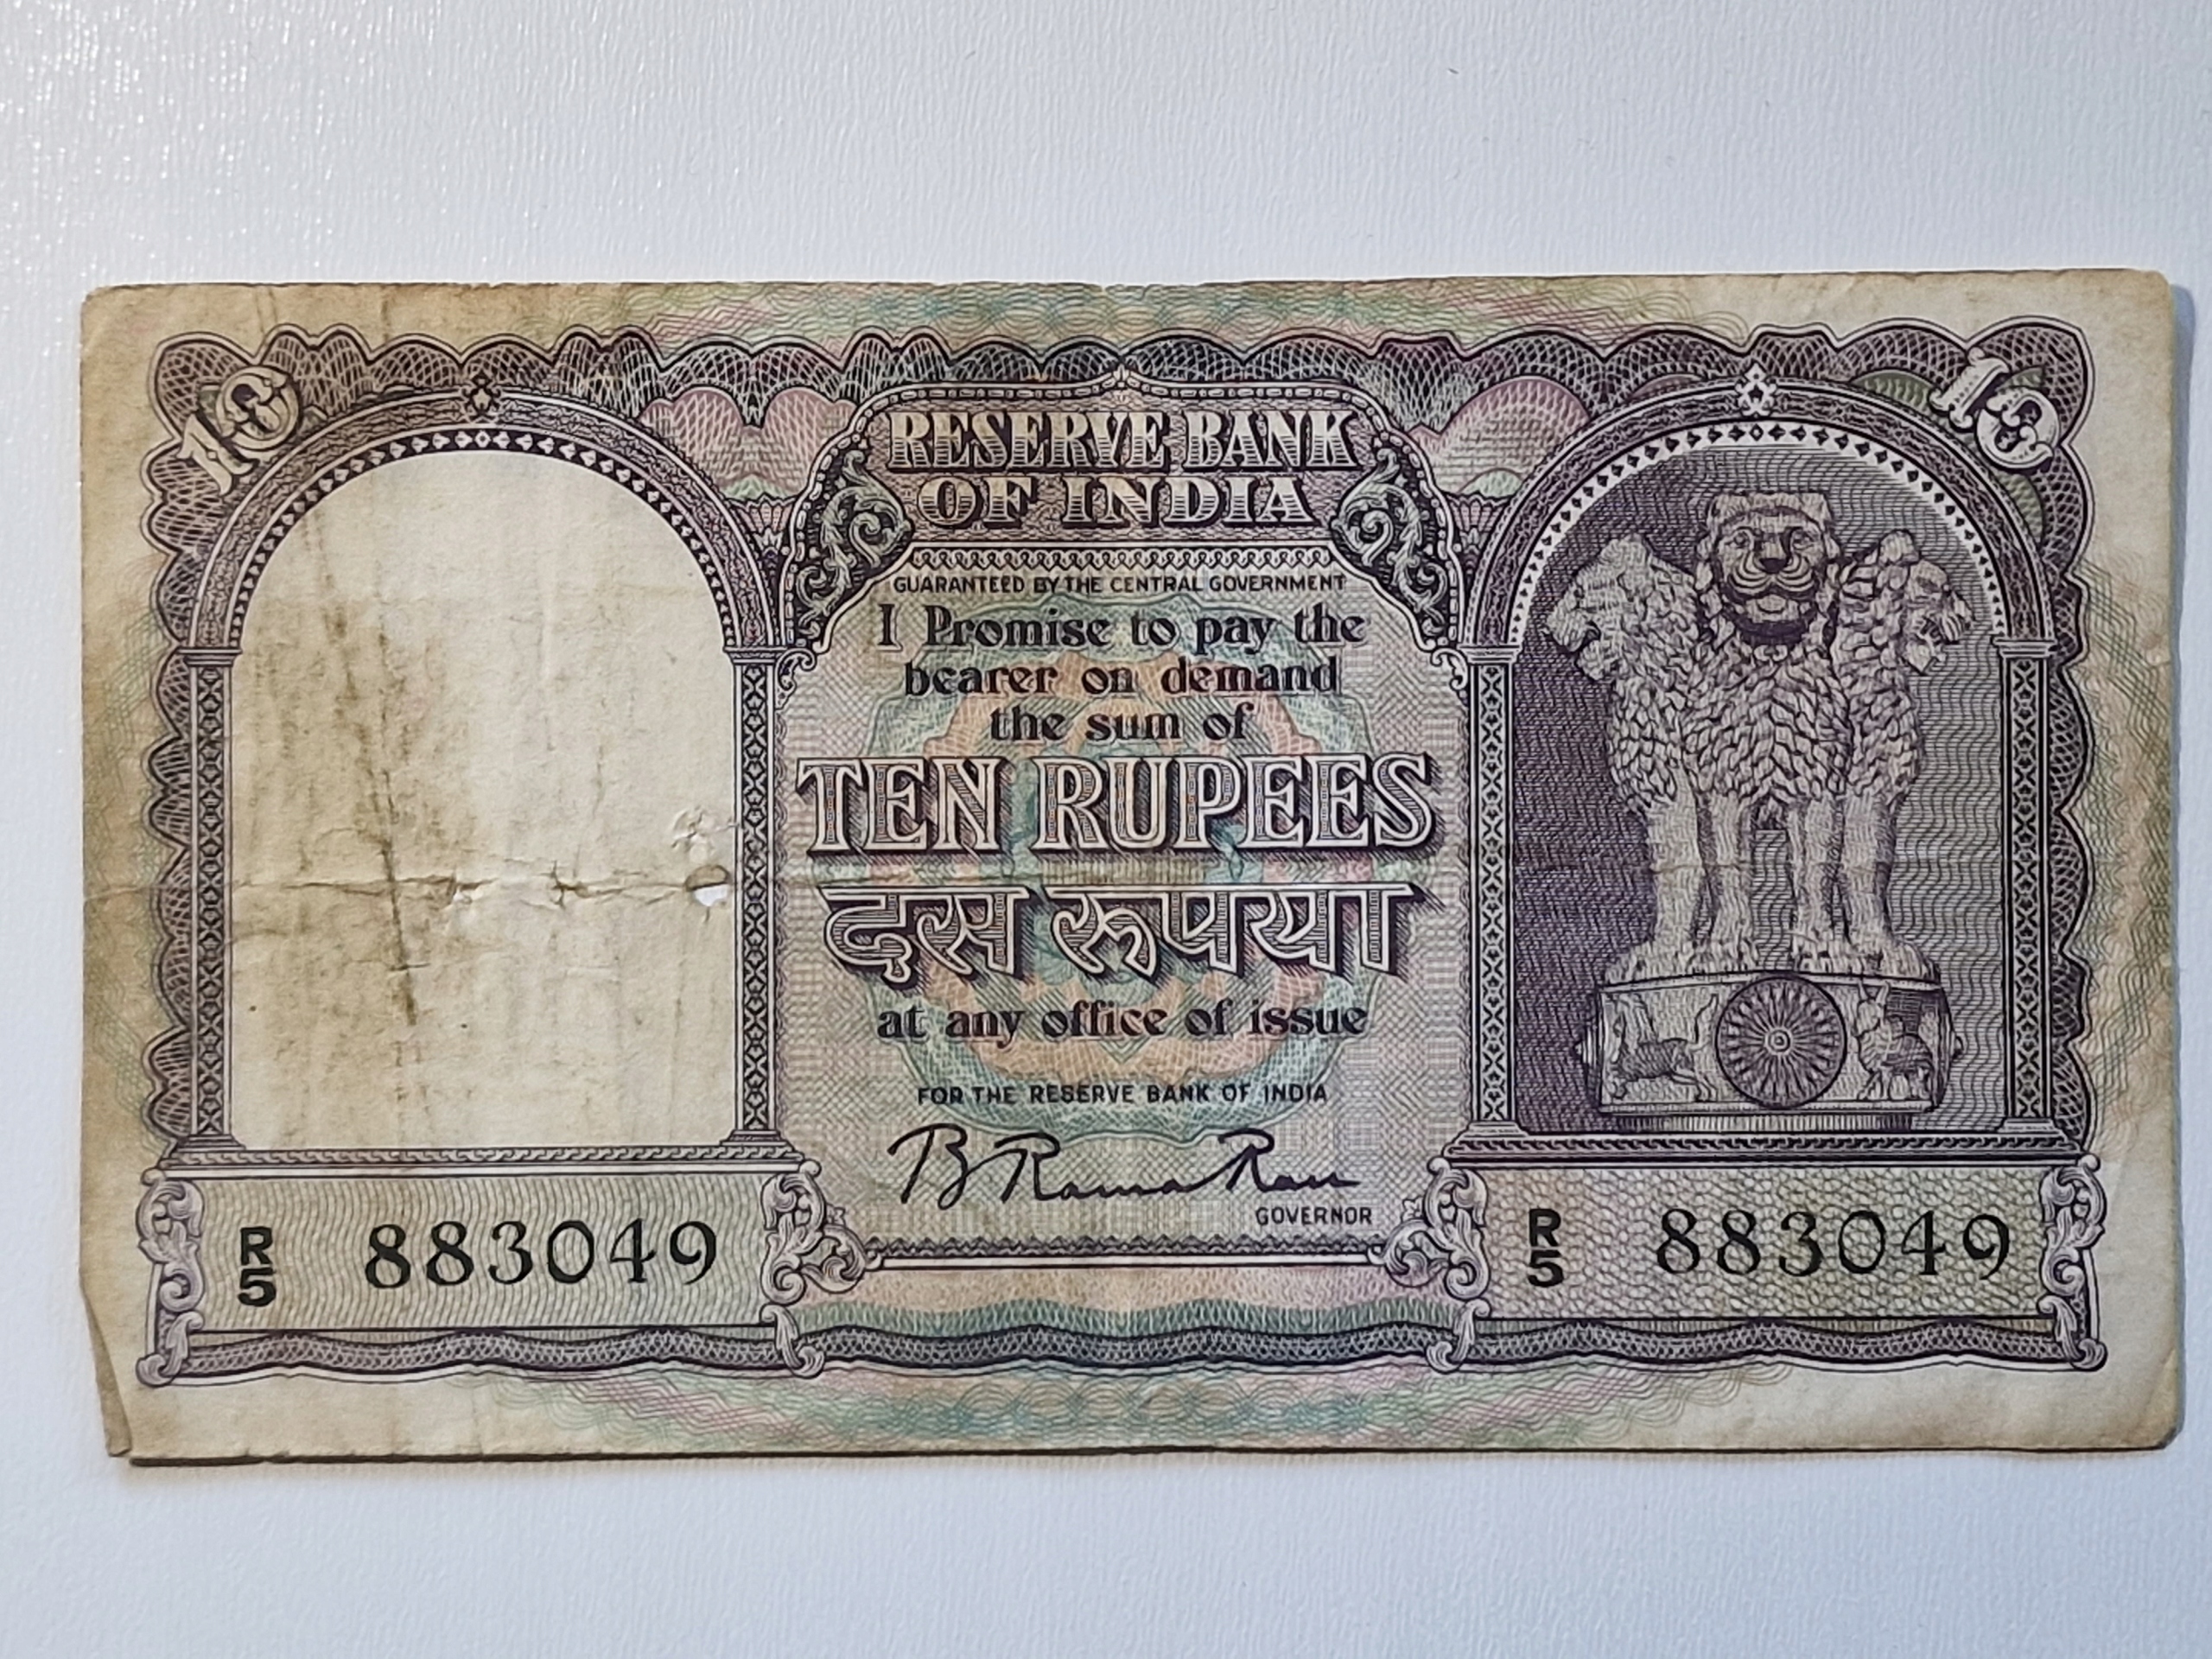 10
10
RESERVE BANK
OF INDIA
GUARANTEED BY THE CENTRAL GOVERNMENT
I Promise to pay the
bearer on demand
the sum of
TEN RUPEES
दस रूपया
at any office of issue
FOR THE RESERVE BANK OF INDIA
B Rama Rau
GOVERNOR
R
5 883049
R
5 883049